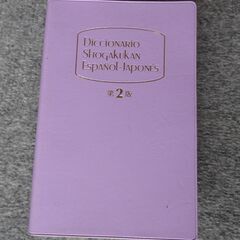 DICCIONARIO
SHOGAKUKAN
ESPAÑOL-JAPONÉS
第2版